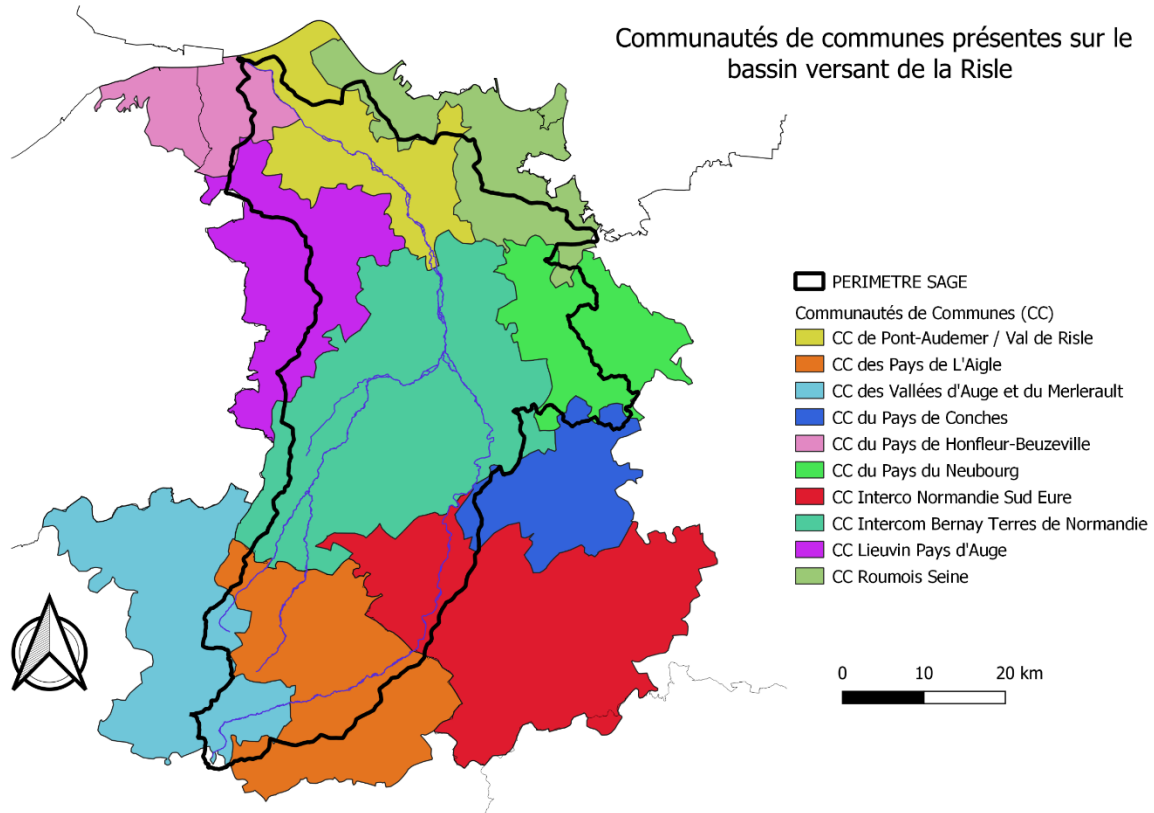 Communautés de communes présentes sur le
bassin versant de la Risle
PERIMETRE SAGE
Communautés de Communes (CC)
CC de Pont-Audemer / Val de Risle
CC des Pays de L'Aigle
CC des Vallées d'Auge et du Merlerault
CC du Pays de Conches
CC du Pays de Honfleur-Beuzeville
CC du Pays du Neubourg
CC Interco Normandie Sud Eure
CC Intercom Bernay Terres de Normandie
CC Lieuvin Pays d'Auge
CC Roumois Seine
0 10 20 km